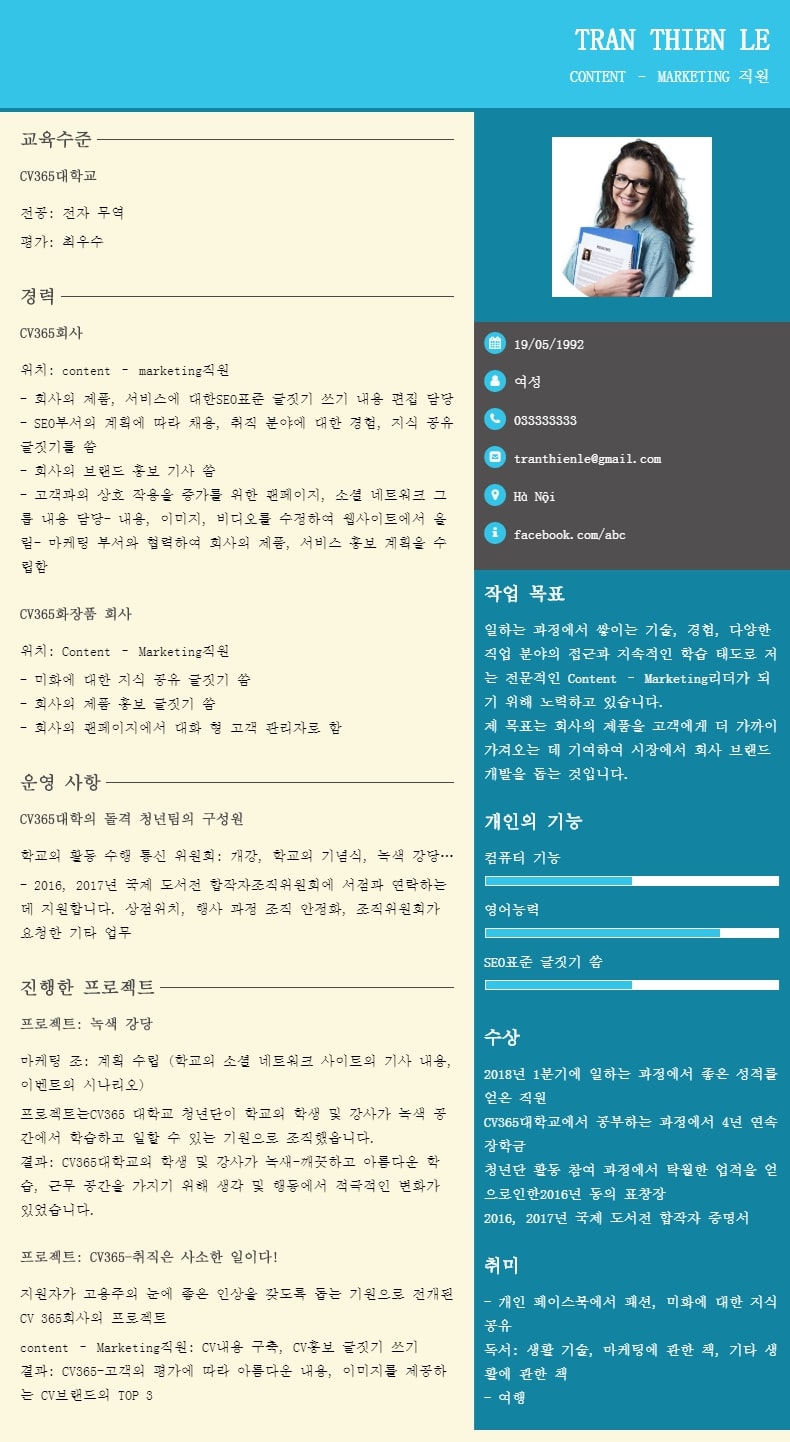 TRAN THIEN LE
CONTENT - MARKETING 직원
교육수준
CV365대학교
전공: 전자 무역
평가: 최우수
경력
CV365회사
위치: content - marketing직원
- 회사의 제품, 서비스에 대한SEO표준 글짓기 쓰기 내용 편집 담당
- SEO부서의 계획에 따라 채용, 취직 분야에 대한 경험, 지식 공유
글짓기를 씀
- 회사의 브랜드 홍보 기사 씀
- 고객과의 상호 작용을 증가를 위한 팬페이지, 소셜 네트워크 그
룹 내용 담당- 내용, 이미지, 비디오를 수정하여 웹사이트에서 올
림- 마케팅 부서와 협력하여 회사의 제품, 서비스 홍보 계획을 수
립함
CV365화장품 회사
위치: Content - Marketing직원
- 미화에 대한 지식 공유 글짓기 씀
- 회사의 제품 홍보 글짓기 씀
- 회사의 팬페이지에서 대화 형 고객 관리자로 함
운영 사항
CV365대학의 돌격 청년팀의 구성원
학교의 활동 수행 통신 위원회: 개강, 학교의 기념식, 녹색 강당…
- 2016, 2017년 국제 도서전 합작자조직위원회에 서점과 연락하는
데 지원합니다. 상점위치, 행사 과정 조직 안정화, 조직위원회가
요청한 기타 업무
진행한 프로젝트
프로젝트: 녹색 강당
마케팅 조: 계획 수립 (학교의 소셜 네트워크 사이트의 기사 내용,
이벤트의 시나리오)
프로젝트는CV365 대학교 청년단이 학교의 학생 및 강사가 녹색 공
간에서 학습하고 일할 수 있는 기원으로 조직했읍니다.
결과: CV365대학교의 학생 및 강사가 녹새-깨끗하고 아름다운 학
습, 근무 공간을 가지기 위해 생각 및 행동에서 적극적인 변화가
있었습니다.
프로젝트: CV365-취직은 사소한 일이다!
지원자가 고용주의 눈에 좋은 인상을 갖도록 돕는 기원으로 전개된
CV 365회사의 프로젝트
content - Marketing직원: CV내용 구축, CV홍보 글짓기 쓰기
결과: CV365-고객의 평가에 따라 아름다운 내용, 이미지를 제공하
는 CV브랜드의 TOP 3
19/05/1992
여성
033333333
tranthienle@gmail.com
Hà Nội
facebook.com/abc
작업 목표
일하는 과정에서 쌓이는 기술, 경험, 다양한
직업 분야의 접근과 지속적인 학습 태도로 저
는 전문적인 Content - Marketing리더가 되
기 위해 노력하고 있습니다.
제 목표는 회사의 제품을 고객에게 더 가까이
가져오는 데 기여하여 시장에서 회사 브랜드
개발을 돕는 것입니다.
개인의 기능
컴퓨터 기능
영어능력
SEO표준 글짓기 씀
수상
2018년 1분기에 일하는 과정에서 좋은 성적를
얻은 직원
CV365대학교에서 공부하는 과정에서 4년 연속
장학금
청년단 활동 참여 과정에서 탁월한 업적을 얻
으로인한2016년 동의 표창장
2016, 2017년 국제 도서전 합작자 증명서
취미
- 개인 페이스북에서 패션, 미화에 대한 지식
공유
독서: 생활 기술, 마케팅에 관한 책, 기타 생
활에 관한 책
- 여행